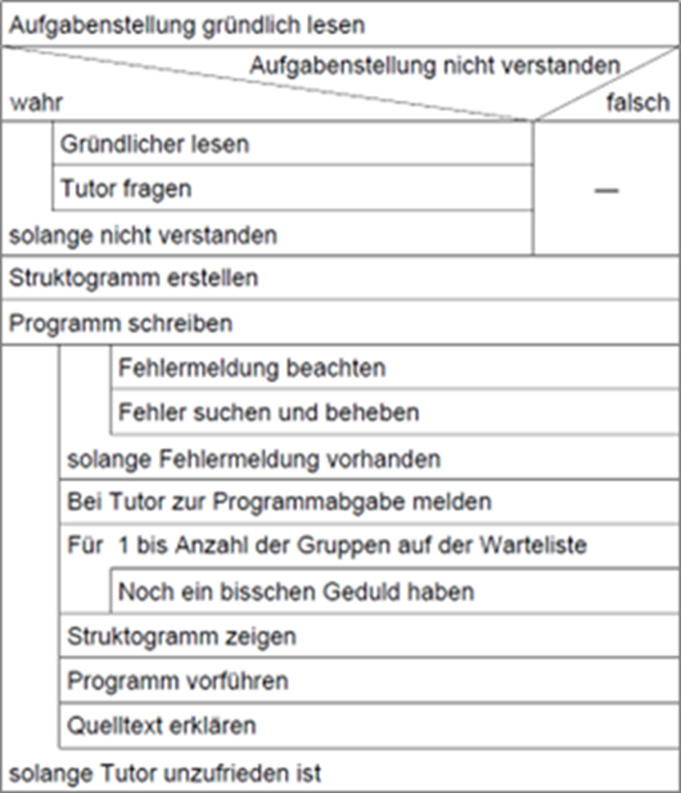 Aufgabenstellung gründlich lesen
Aufgabenstellung nicht verstanden
wahr
falsch
Gründlicher lesen
Tutor fragen
—
solange nicht verstanden
Struktogramm erstellen
Programm schreiben
Fehlermeldung beachten
Fehler suchen und beheben
solange Fehlermeldung vorhanden
Bei Tutor zur Programmabgabe melden
Für 1 bis Anzahl der Gruppen auf der Warteliste
Noch ein bisschen Geduld haben
Struktogramm zeigen
Programm vorführen
Quelltext erklären
solange Tutor unzufrieden ist